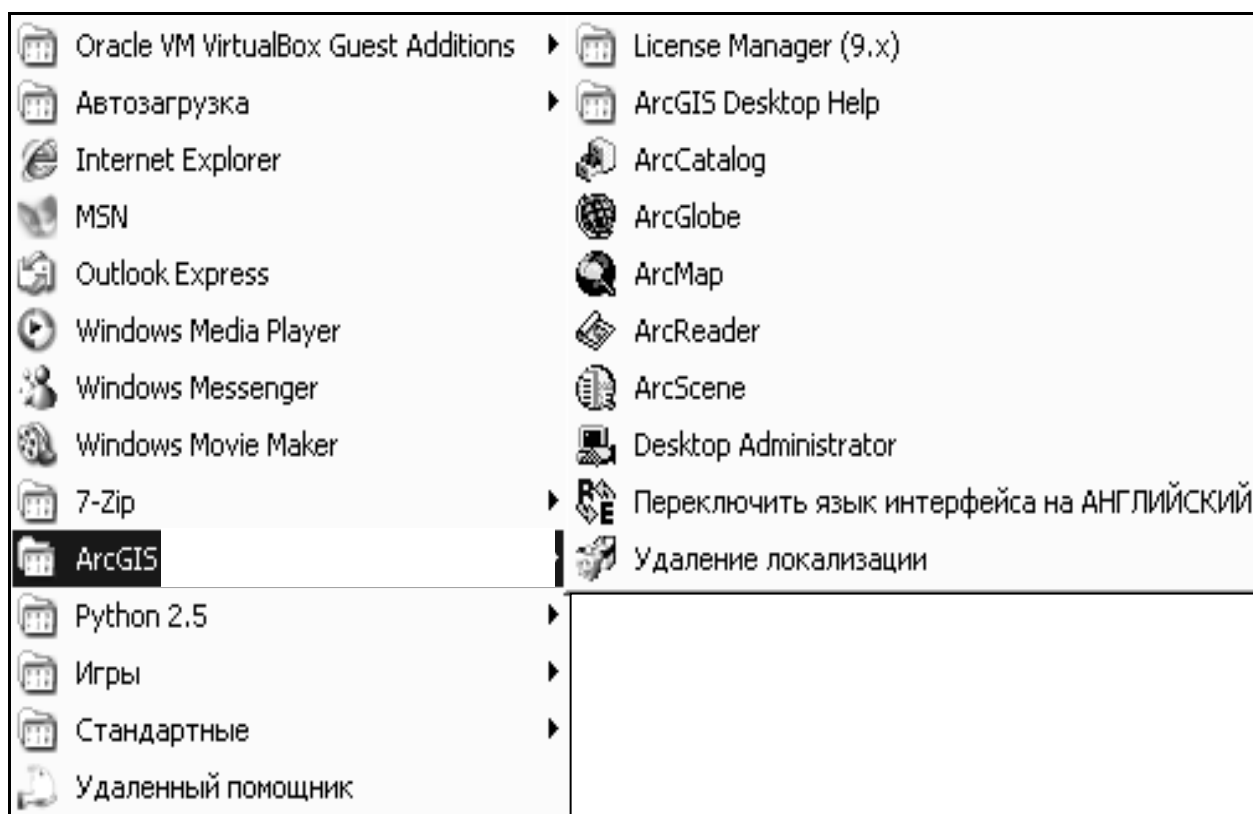 Oracle VM VirtualBox Guest Additions
Автозагрузка
Internet Explorer
MSN
Outlook Express
Windows Media Player
Windows Messenger
Windows Movie Maker
7-Zip
ArcGIS
Python 2.5
Игры
Стандартные
Удаленный помощник
License Manager (9.x)
ArcGIS Desktop Help
ArcCatalog
ArcGlobe
ArcMap
ArcReader
ArcScene
Desktop Administrator
Переключить язык интерфейса на АНГЛИЙСКИЙ
Удаление локализации